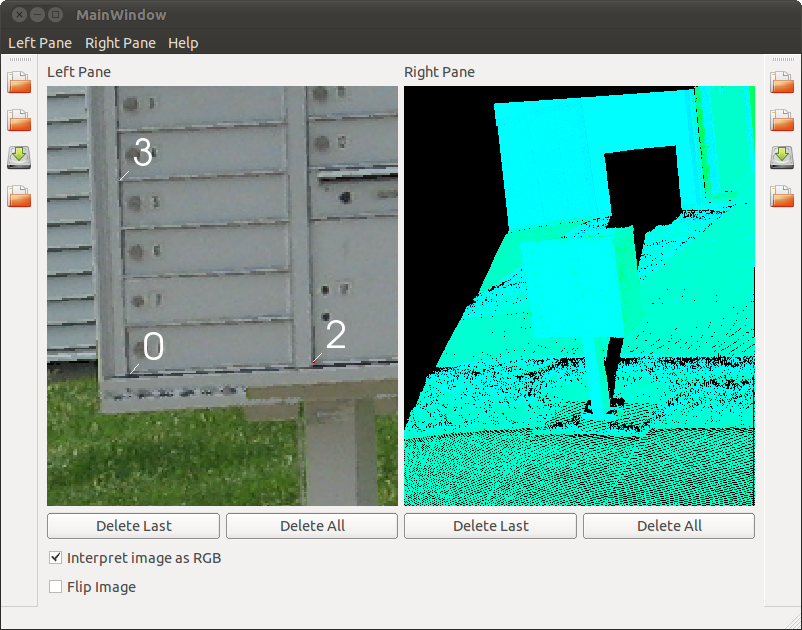 MainWindow
Left Pane Right Pane Help
Left Pane
Right Pane
3
0
2
Delete Last Delete All Delete Last Delete All
Interpret image as RGB
Flip Image